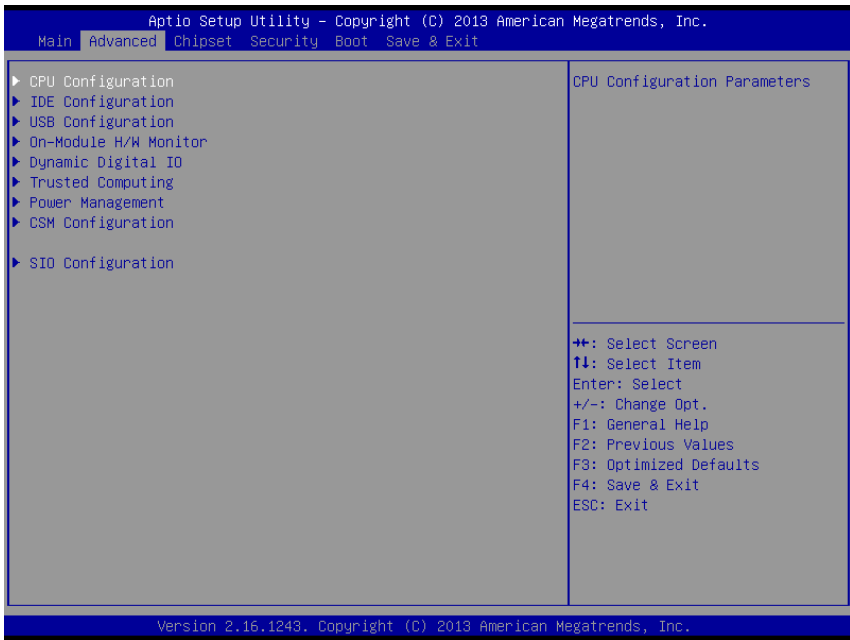 Aptio Setup Utility – Copyright (C) 2013 American Megatrends, Inc.
Main Advanced Chipset Security Boot Save & Exit
CPU Configuration
IDE Configuration
USB Configuration
On-Module H/W Monitor
Dynamic Digital IO
Trusted Computing
Power Management
CSM Configuration
SIO Configuration
CPU Configuration Parameters
→←: Select Screen
↑↓: Select Item
Enter: Select
+/-: Change Opt.
F1: General Help
F2: Previous Values
F3: Optimized Defaults
F4: Save & Exit
ESC: Exit
Version 2.16.1243. Copyright (C) 2013 American Megatrends, Inc.